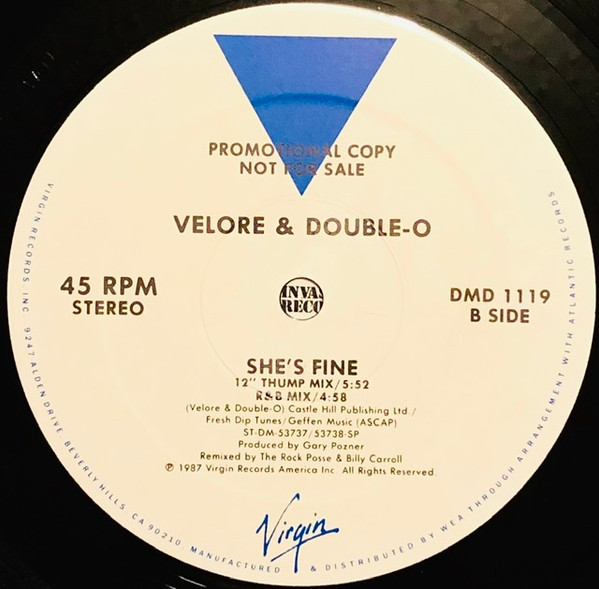 PROMOTIONAL COPY
NOT FOR SALE
VELORE & DOUBLE-O
45 RPM
STEREO
DMD 1119
B SIDE
SHE'S FINE
12" THUMP MIX/5:52
R&B MIX/4:58
(Velore & Double-O) Castle Hill Publishing Ltd./
Fresh Dip Tunes/Geffen Music (ASCAP)
ST-DM-53737/53738-SP
Produced by Gary Pozner
Remixed by The Rock Posse & Billy Carroll
℗ 1987 Virgin Records America Inc. All Rights Reserved.
Virgin
VIRGIN RECORDS, INC. 9247 ALDEN DRIVE, BEVERLY HILLS, CA 90210 MANUFACTURED & DISTRIBUTED BY WEA THROUGH ARRANGEMENT WITH ATLANTIC RECORDS